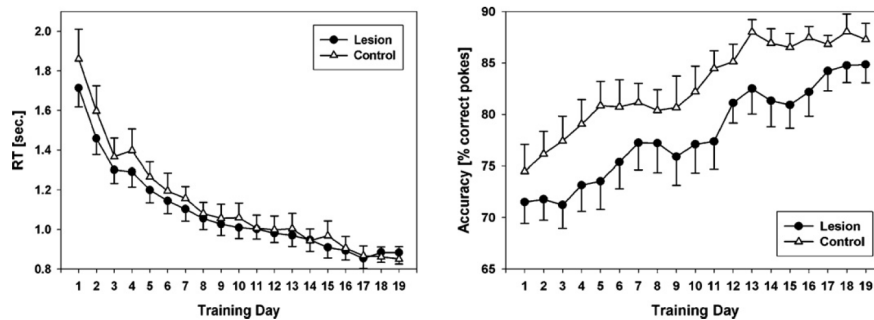 2.0
1.8
1.6
1.4
1.2
1.0
0.8
RT [sec.]
Lesion
Control
1 2 3 4 5 6 7 8 9 10 11 12 13 14 15 16 17 18 19
Training Day
90
85
80
75
70
65
Accuracy [% correct pokes]
Lesion
Control
1 2 3 4 5 6 7 8 9 10 11 12 13 14 15 16 17 18 19
Training Day